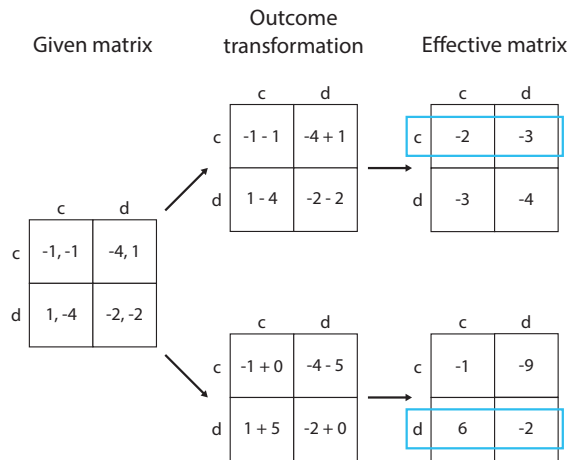 Given matrix
Outcome
transformation
Effective matrix
c d
c -1 - 1 -4 + 1
d 1 - 4 -2 - 2
c d
c -2 -3
d -3 -4
c d
c -1, -1 -4, 1
d 1, -4 -2, -2
c d
c -1 + 0 -4 - 5
d 1 + 5 -2 + 0
c d
c -1 -9
d 6 -2